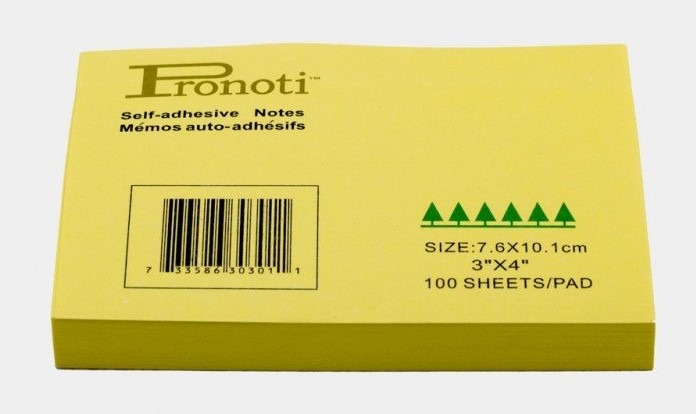 Pronoti™
Self-adhesive Notes
Mémos auto-adhésifs
7 33586 30301 1
SIZE:7.6X10.1cm
3"X4"
100 SHEETS/PAD